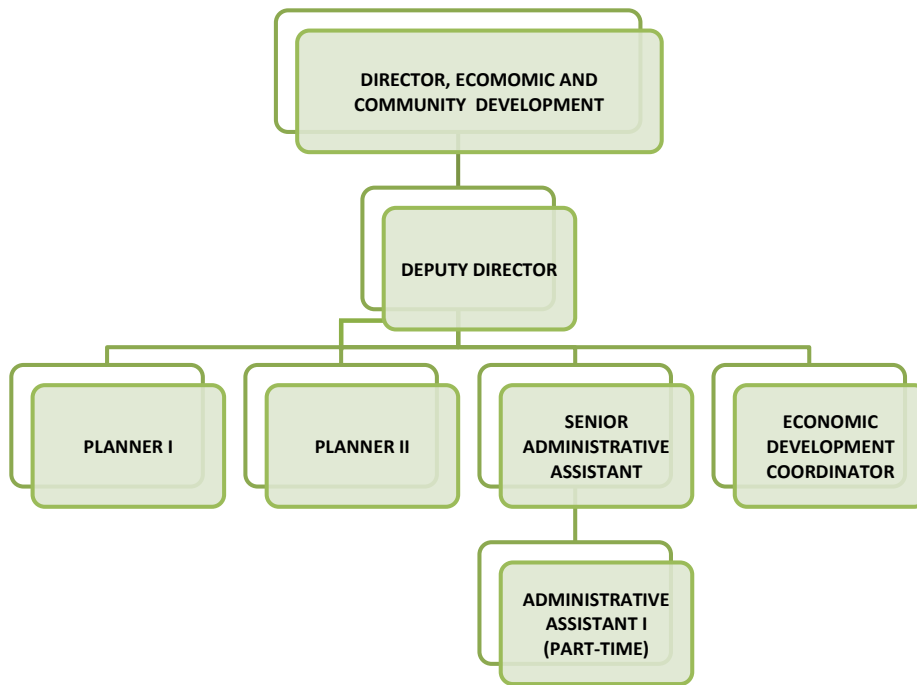 DIRECTOR, ECOMOMIC AND
COMMUNITY DEVELOPMENT
DEPUTY DIRECTOR
PLANNER I
PLANNER II
SENIOR
ADMINISTRATIVE
ASSISTANT
ECONOMIC
DEVELOPMENT
COORDINATOR
ADMINISTRATIVE
ASSISTANT I
(PART-TIME)